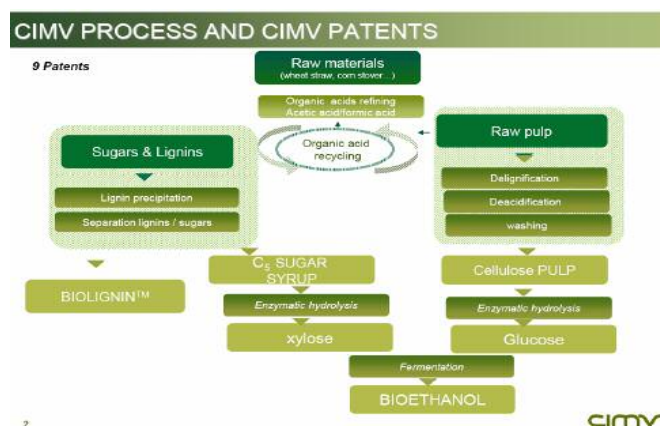 CIMV PROCESS AND CIMV PATENTS
9 Patents
Raw materials
(wheat straw, corn stover...)
Organic acids refining
Acetic acid/formic acid
Organic acid
recycling
Sugars & Lignins
Lignin precipitation
Separation lignins / sugars
Raw pulp
Delignification
Deacidification
washing
BIOLIGNIN™
C5 SUGAR
SYRUP
Enzymatic hydrolysis
xylose
Cellulose PULP
Enzymatic hydrolysis
Glucose
Fermentation
BIOETHANOL